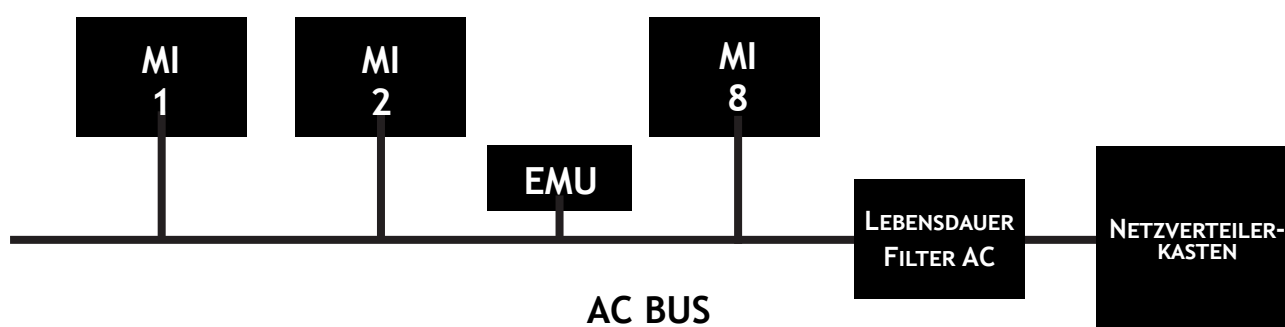 MI
1
MI
2
EMU
MI
8
LEBENSDAUER
FILTER AC
NETZVERTEILER-
KASTEN
AC BUS